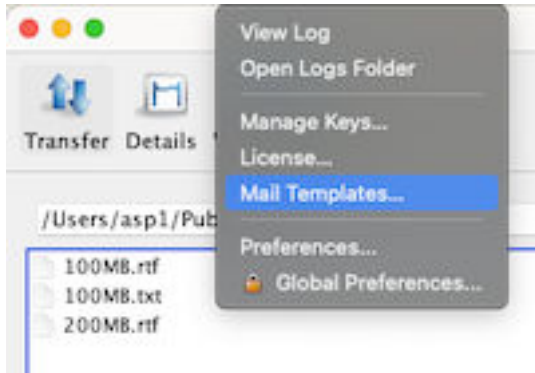 View Log
Open Logs Folder
Manage Keys...
License...
Mail Templates...
Preferences...
Global Preferences...
Transfer Details
/Users/asp1/Pub
100MB.rtf
100MB.txt
200MB.rtf